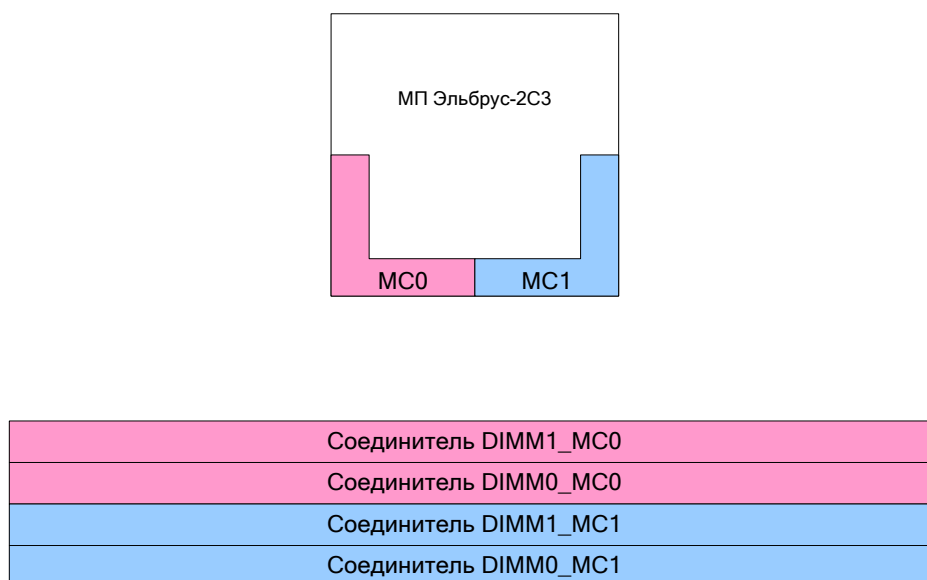 МП Эльбрус-2С3
MC0 MC1
Соединитель DIMM1_MC0
Соединитель DIMM0_MC0
Соединитель DIMM1_MC1
Соединитель DIMM0_MC1